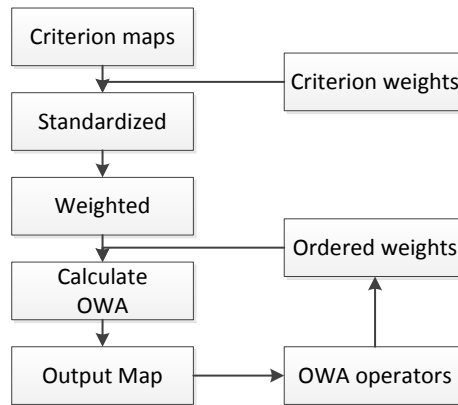 Criterion maps
Criterion weights
Standardized
Weighted
Ordered weights
Calculate
OWA
Output Map
OWA operators